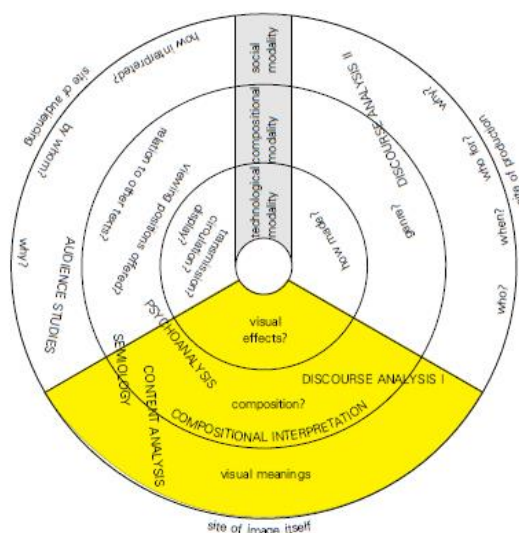 social
modality
compositional
modality
technological
modality
how interpreted?
by whom?
why?
site of audiencing
AUDIENCE STUDIES
relation to other texts?
viewing positions offered?
transmission?
circulation?
display?
DISCOURSE ANALYSIS II
why?
who for?
when?
who?
site of production
genre?
how made?
visual
effects?
PSYCHOANALYSIS
SEMIOLOGY
CONTENT ANALYSIS
DISCOURSE ANALYSIS I
composition?
COMPOSITIONAL INTERPRETATION
visual meanings
site of image itself